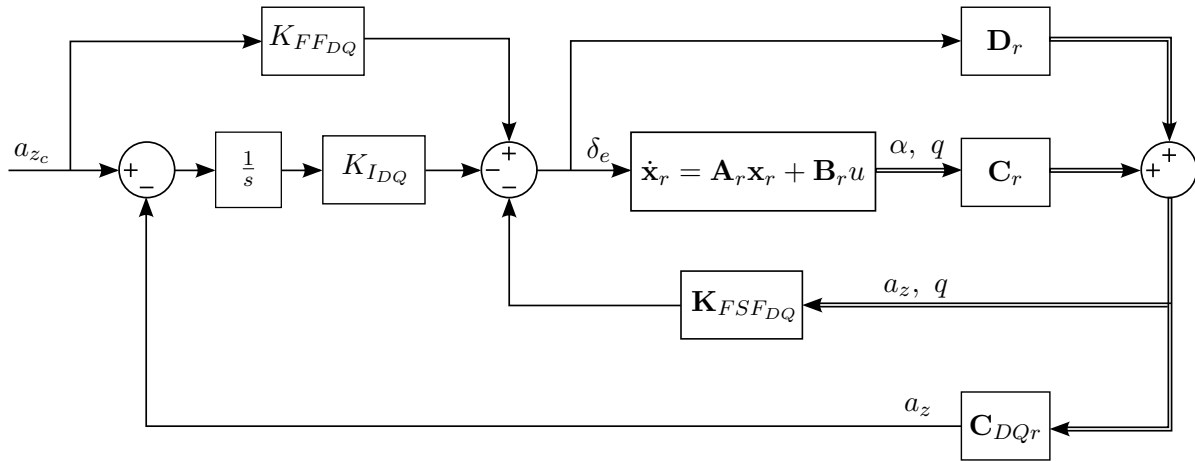 K_{FF_{DQ}}
D_r
a_{z_c}
+
−
1/s
K_{I_{DQ}}
+
−
−
δ_e
ẋ_r = A_r x_r + B_r u
α, q
C_r
+
+
K_{FSF_{DQ}}
a_z, q
a_z
C_{DQr}